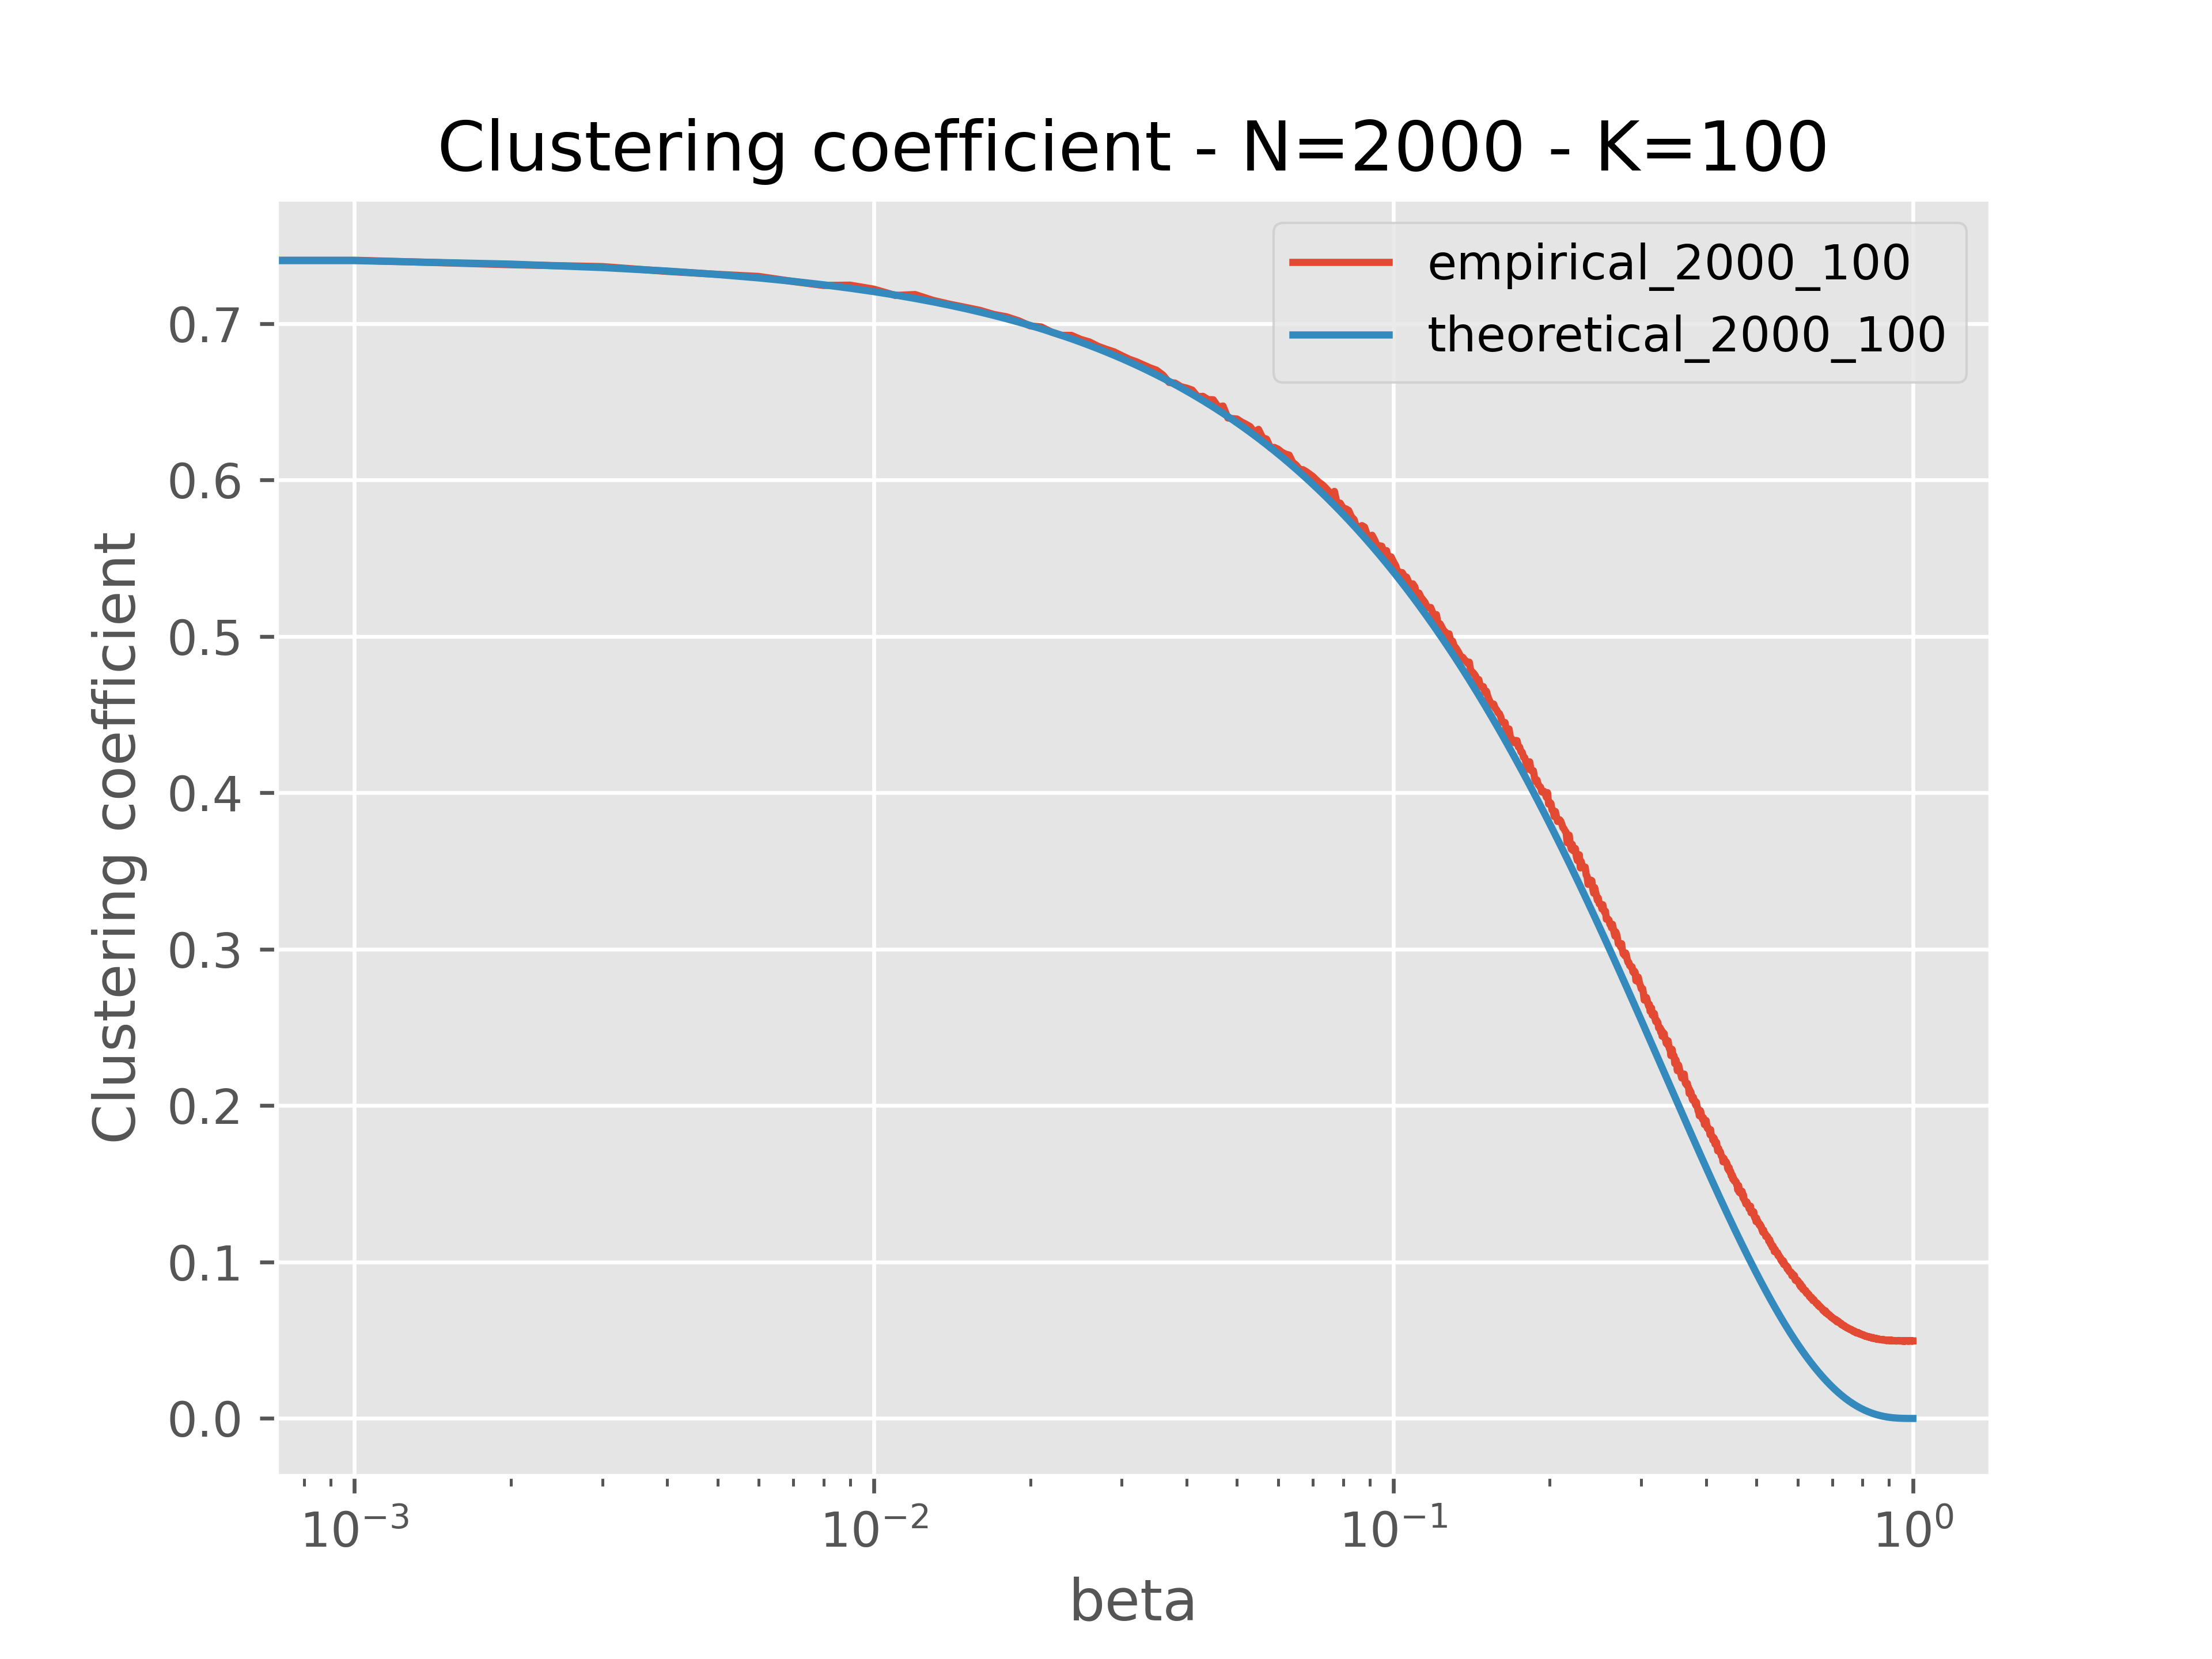 Clustering coefficient - N=2000 - K=100
empirical_2000_100
theoretical_2000_100
Clustering coefficient
0.7
0.6
0.5
0.4
0.3
0.2
0.1
0.0
10⁻³ 10⁻² 10⁻¹ 10⁰
beta